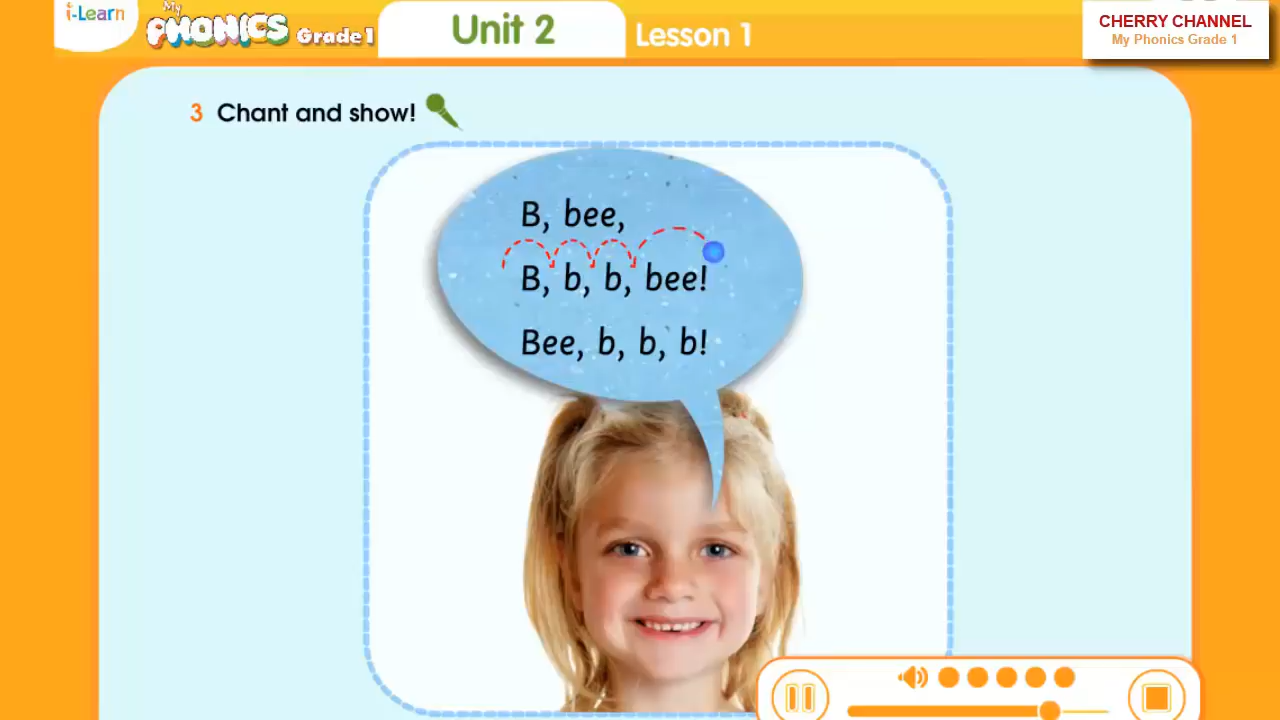 i-Learn
My
PHONICS Grade 1
Unit 2
Lesson 1
CHERRY CHANNEL
My Phonics Grade 1
3 Chant and show!
B, bee,
B, b, b, bee!
Bee, b, b, b!